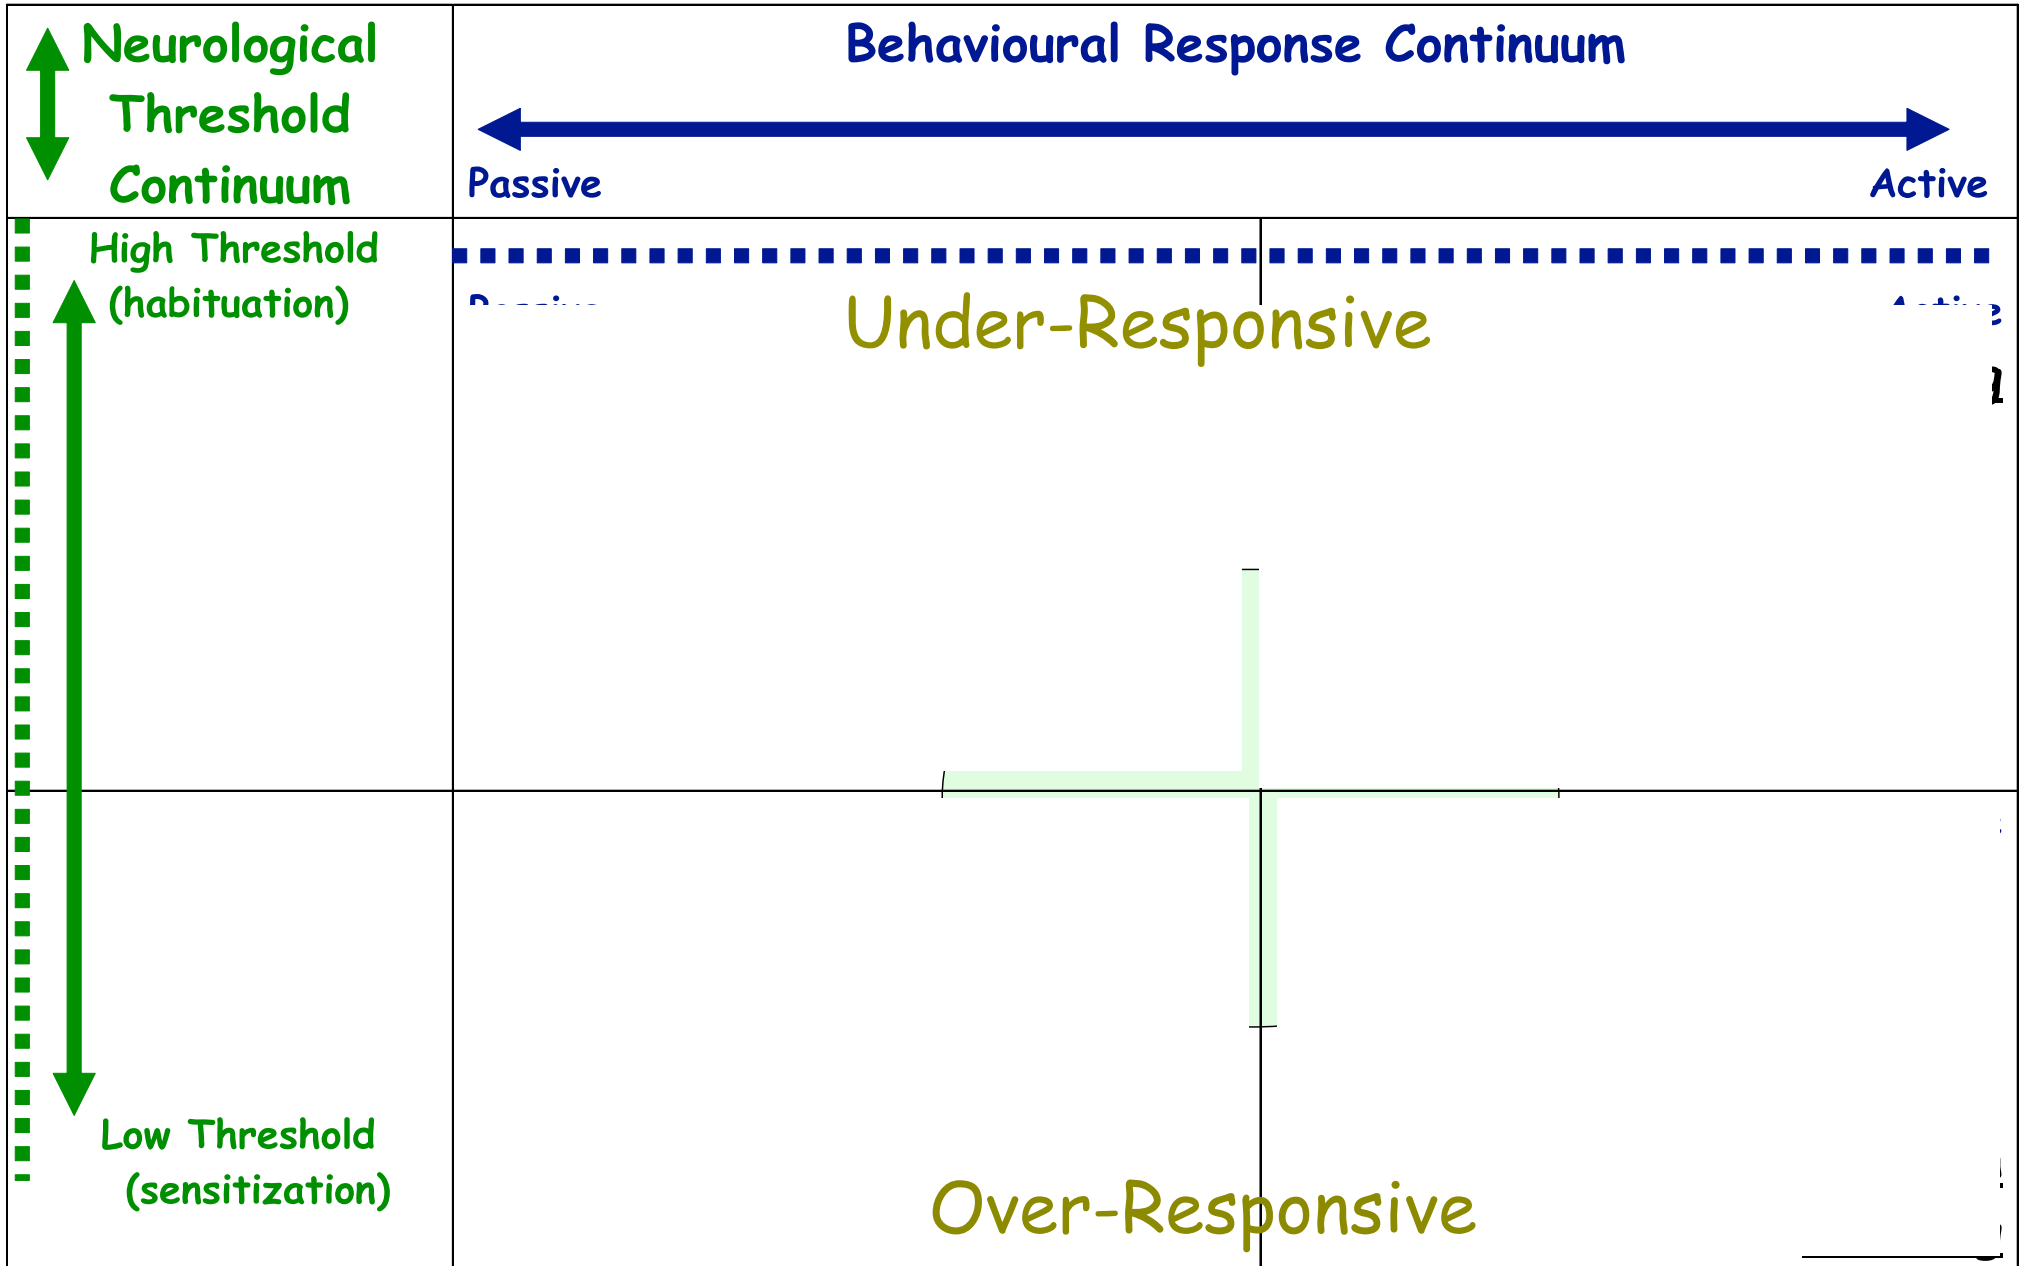 Neurological
Threshold
Continuum
Behavioural Response Continuum
Passive
Active
High Threshold
(habituation)
Under-Responsive
Low Threshold
(sensitization)
Over-Responsive